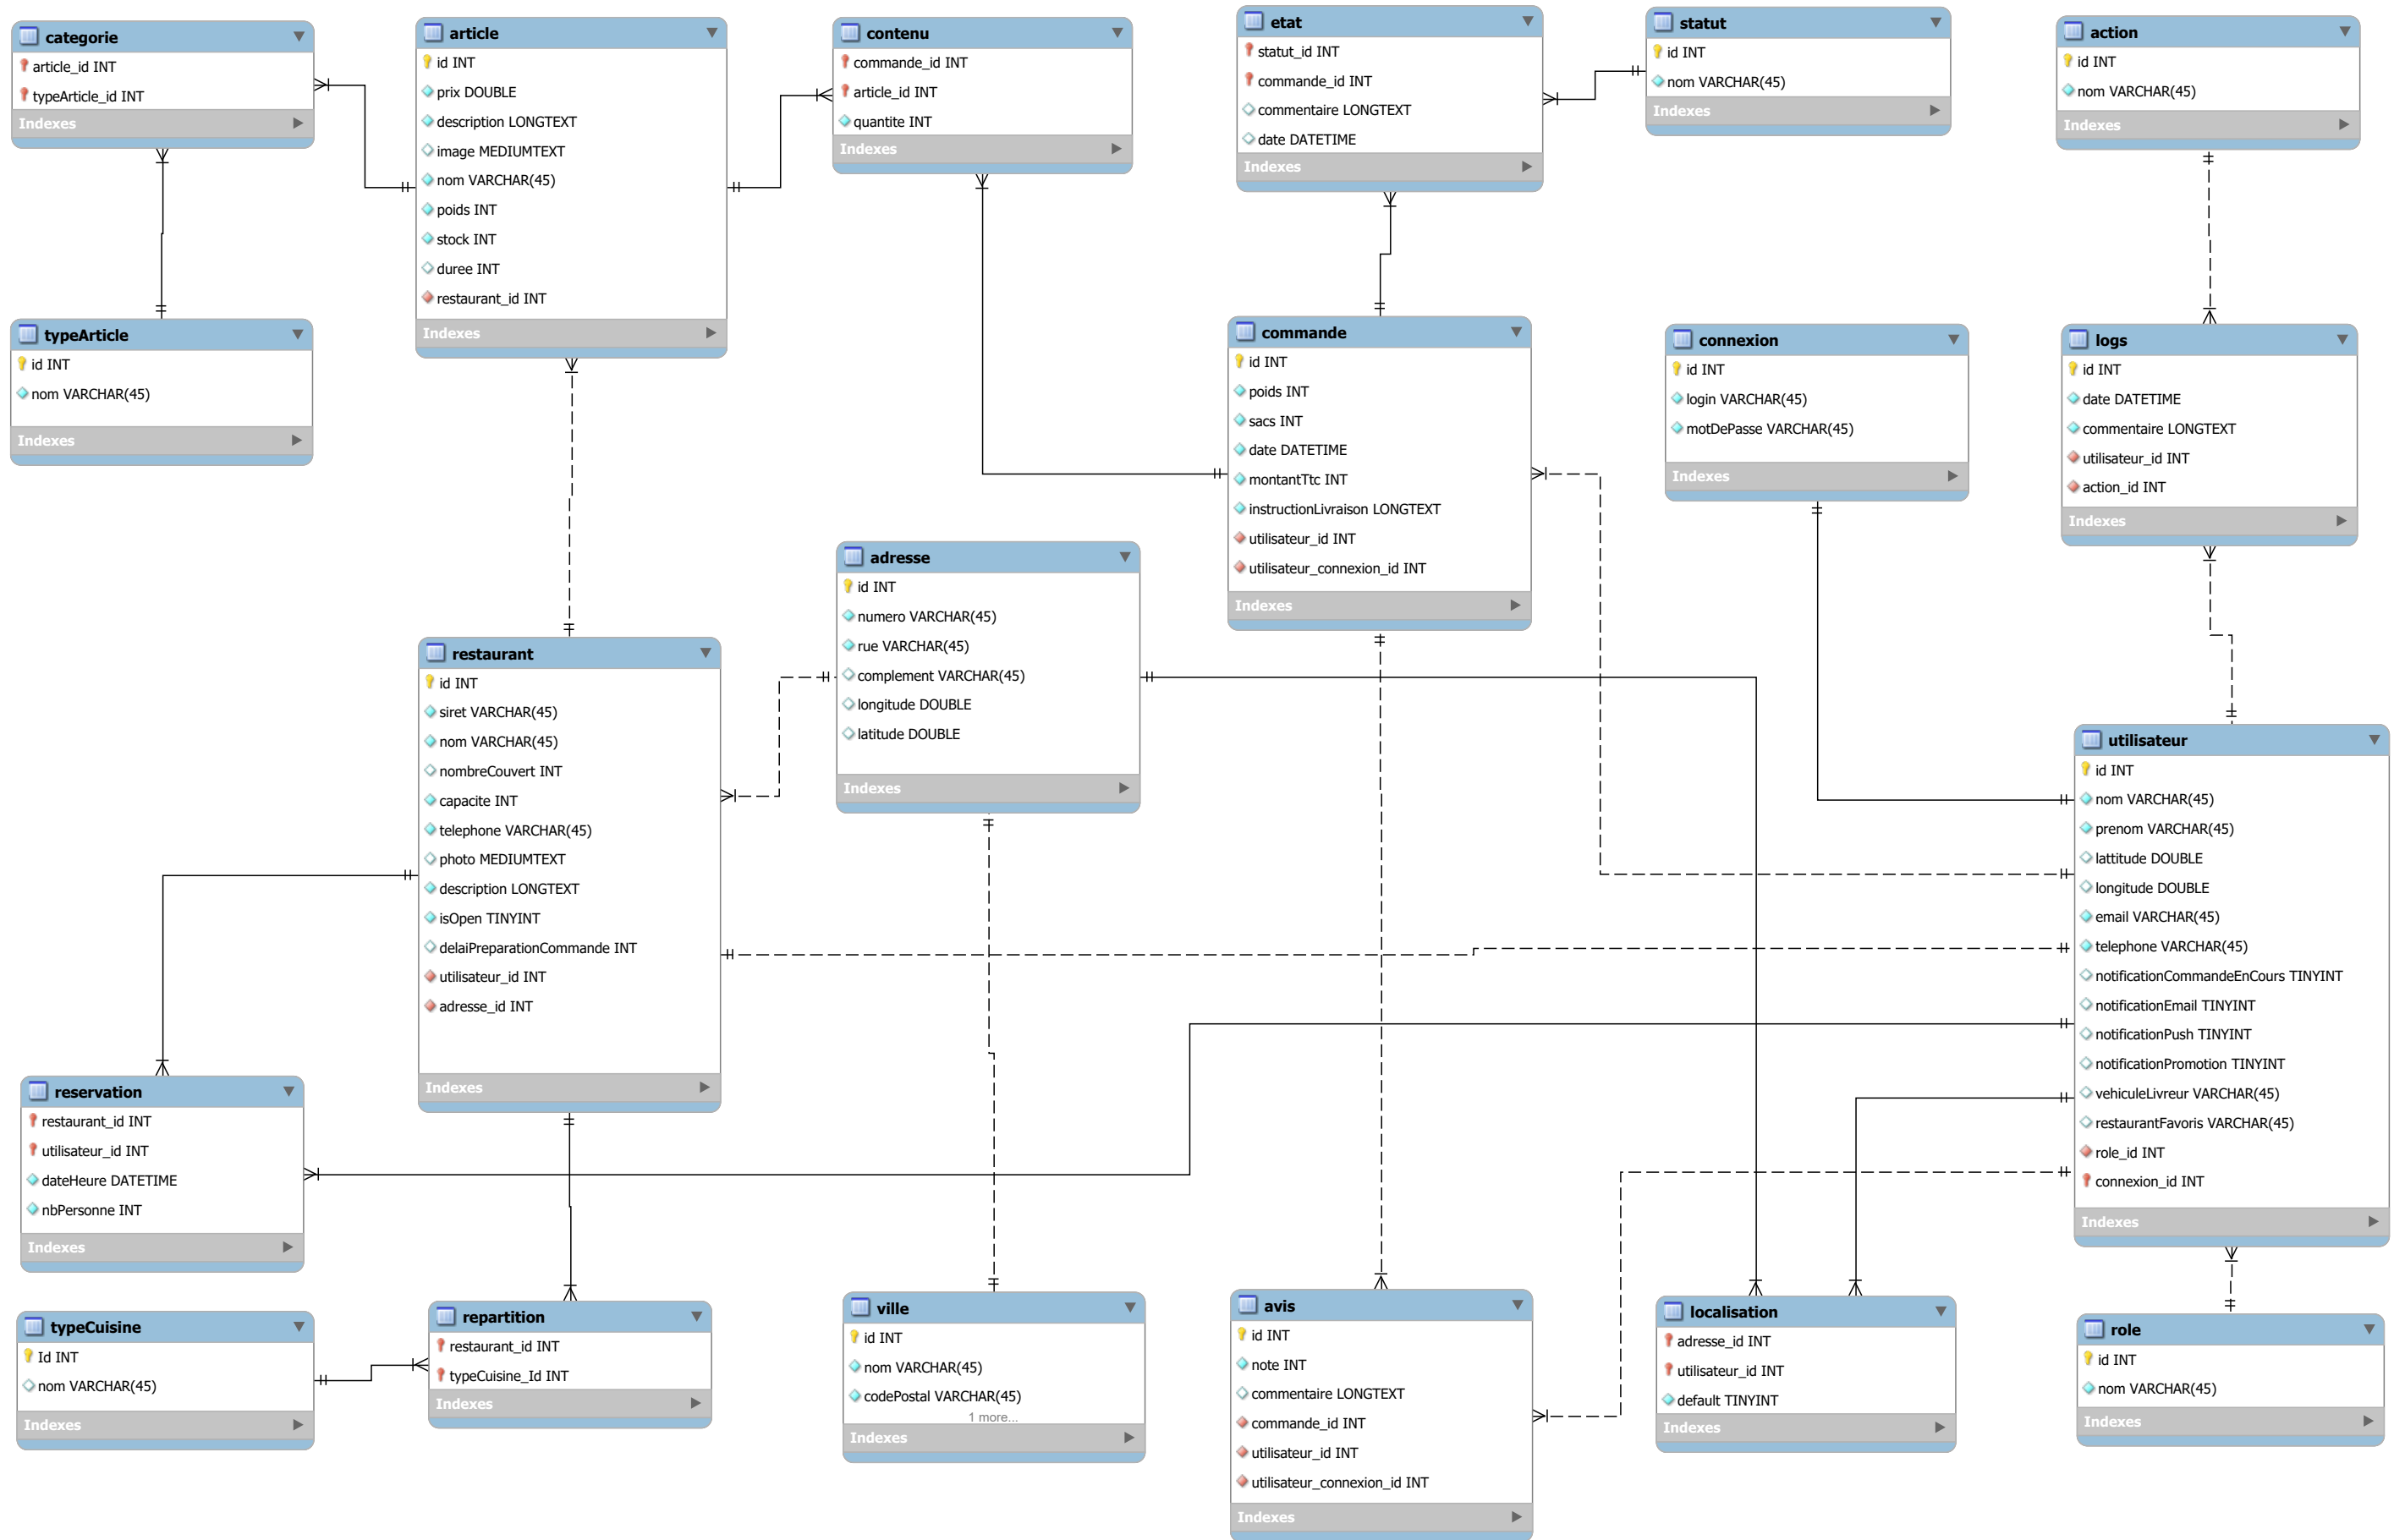 categorie
article_id INT
typeArticle_id INT
Indexes
article
id INT
prix DOUBLE
description LONGTEXT
image MEDIUMTEXT
nom VARCHAR(45)
poids INT
stock INT
duree INT
restaurant_id INT
Indexes
contenu
commande_id INT
article_id INT
quantite INT
Indexes
etat
statut_id INT
commande_id INT
commentaire LONGTEXT
date DATETIME
Indexes
statut
id INT
nom VARCHAR(45)
Indexes
action
id INT
nom VARCHAR(45)
Indexes
typeArticle
id INT
nom VARCHAR(45)
Indexes
commande
id INT
poids INT
sacs INT
date DATETIME
montantTtc INT
instructionLivraison LONGTEXT
utilisateur_id INT
utilisateur_connexion_id INT
Indexes
connexion
id INT
login VARCHAR(45)
motDePasse VARCHAR(45)
Indexes
logs
id INT
date DATETIME
commentaire LONGTEXT
utilisateur_id INT
action_id INT
Indexes
adresse
id INT
numero VARCHAR(45)
rue VARCHAR(45)
complement VARCHAR(45)
longitude DOUBLE
latitude DOUBLE
Indexes
restaurant
id INT
siret VARCHAR(45)
nom VARCHAR(45)
nombreCouvert INT
capacite INT
telephone VARCHAR(45)
photo MEDIUMTEXT
description LONGTEXT
isOpen TINYINT
delaiPreparationCommande INT
utilisateur_id INT
adresse_id INT
Indexes
utilisateur
id INT
nom VARCHAR(45)
prenom VARCHAR(45)
lattitude DOUBLE
longitude DOUBLE
email VARCHAR(45)
telephone VARCHAR(45)
notificationCommandeEnCours TINYINT
notificationEmail TINYINT
notificationPush TINYINT
notificationPromotion TINYINT
vehiculeLivreur VARCHAR(45)
restaurantFavoris VARCHAR(45)
role_id INT
connexion_id INT
Indexes
reservation
restaurant_id INT
utilisateur_id INT
dateHeure DATETIME
nbPersonne INT
Indexes
typeCuisine
Id INT
nom VARCHAR(45)
Indexes
repartition
restaurant_id INT
typeCuisine_Id INT
Indexes
ville
id INT
nom VARCHAR(45)
codePostal VARCHAR(45)
1 more...
Indexes
avis
id INT
note INT
commentaire LONGTEXT
commande_id INT
utilisateur_id INT
utilisateur_connexion_id INT
Indexes
localisation
adresse_id INT
utilisateur_id INT
default TINYINT
Indexes
role
id INT
nom VARCHAR(45)
Indexes